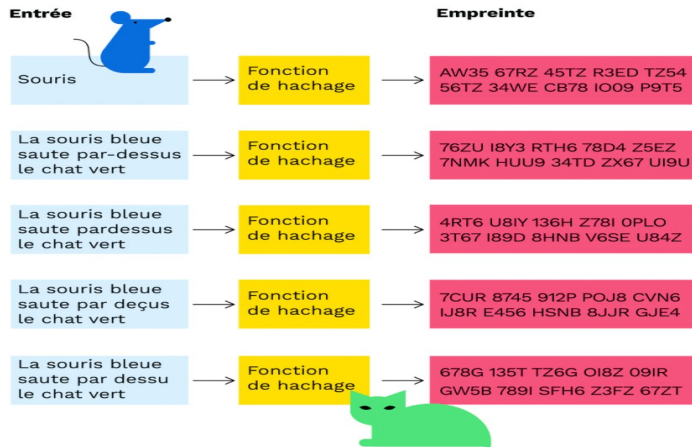 Entrée
Empreinte
Souris
Fonction
de hachage
AW35 67RZ 45TZ R3ED TZ54
56TZ 34WE CB78 IO09 P9T5
La souris bleue
saute par-dessus
le chat vert
Fonction
de hachage
76ZU I8Y3 RTH6 78D4 Z5EZ
7NMK HUU9 34TD ZX67 UI9U
La souris bleue
saute pardessus
le chat vert
Fonction
de hachage
4RT6 U8IY 136H Z78I 0PLO
3T67 I89D 8HNB V6SE U84Z
La souris bleue
saute par deçus
le chat vert
Fonction
de hachage
7CUR 8745 912P POJ8 CVN6
IJ8R E456 HSNB 8JJR GJE4
La souris bleue
saute par dessu
le chat vert
Fonction
de hachage
678G 135T TZ6G OI8Z 09IR
GW5B 789I SFH6 Z3FZ 67ZT